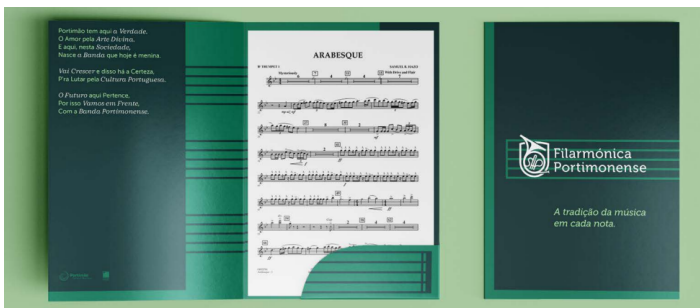 Portimão tem aqui a Verdade.
O Amor pela Arte Divina,
E aqui, nesta Sociedade,
Nasce a Banda que hoje é menina.
Vai Crescer e disso há a Certeza,
P'ra Lutar pela Cultura Portuguesa.
O Futuro aqui Pertence,
Por isso Vamos em Frente,
Com a Banda Portimonense.
ARABESQUE
SAMUEL R. HAZO
Filarmónica
Portimonense
A tradição da música
em cada nota.